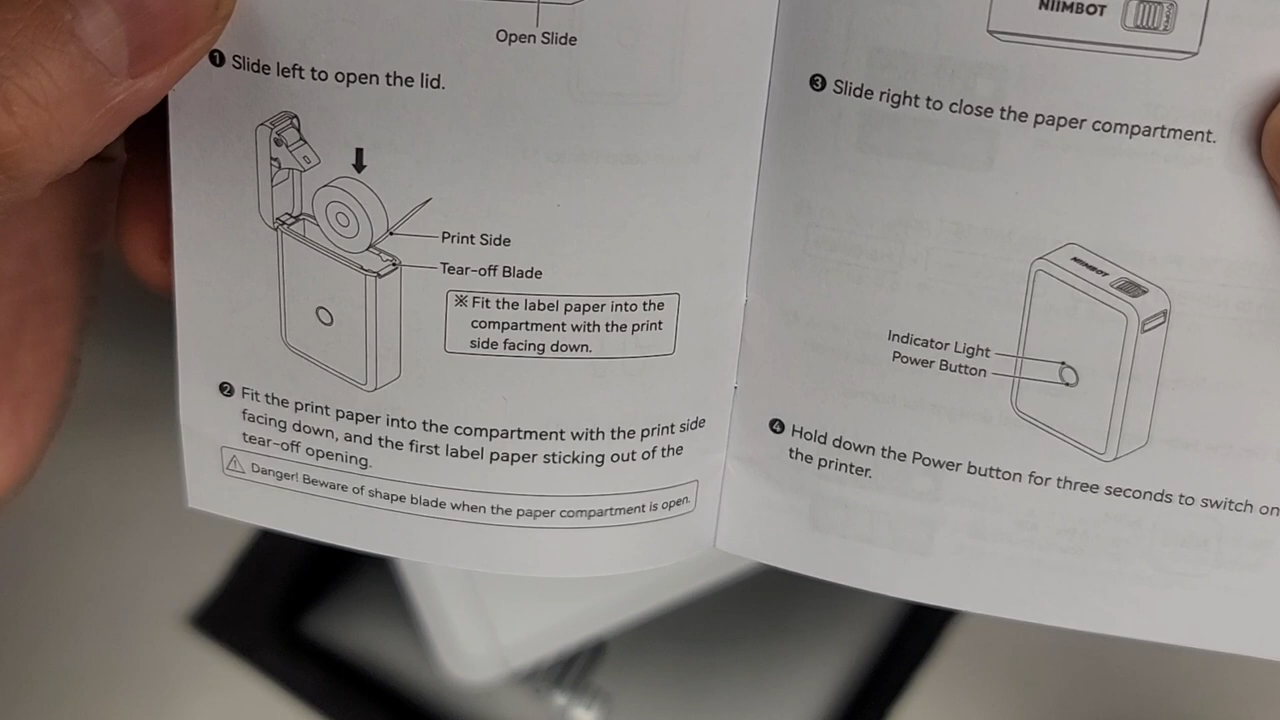 Open Slide
❶ Slide left to open the lid.
Print Side
Tear-off Blade
※ Fit the label paper into the
compartment with the print
side facing down.
❷ Fit the print paper into the compartment with the print side
facing down, and the first label paper sticking out of the
tear-off opening.
Danger! Beware of shape blade when the paper compartment is open.
NIIMBOT
❸ Slide right to close the paper compartment.
NIIMBOT
Indicator Light
Power Button
❹ Hold down the Power button for three seconds to switch on
the printer.